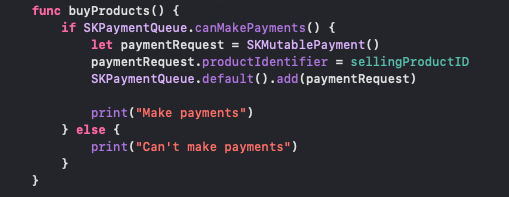 func buyProducts() {
if SKPaymentQueue.canMakePayments() {
let paymentRequest = SKMutablePayment()
paymentRequest.productIdentifier = sellingProductID
SKPaymentQueue.default().add(paymentRequest)
print("Make payments")
} else {
print("Can't make payments")
}
}